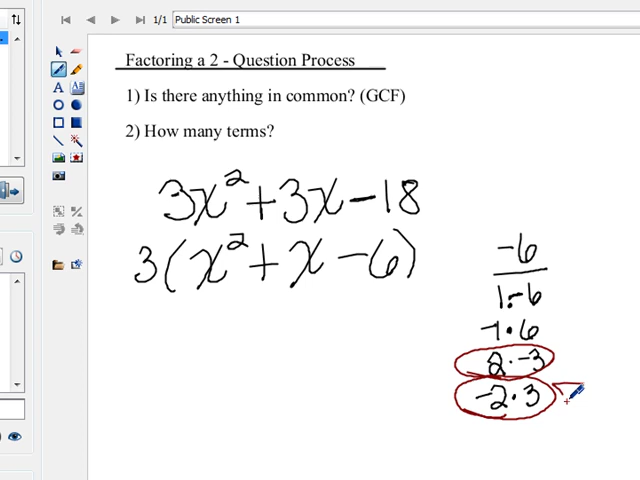 1/1 Public Screen 1
Factoring a 2 - Question Process
1) Is there anything in common? (GCF)
2) How many terms?
3x² + 3x - 18
3(x² + x - 6)
-6
1·-6
-1·6
2·-3
-2·3
A
A